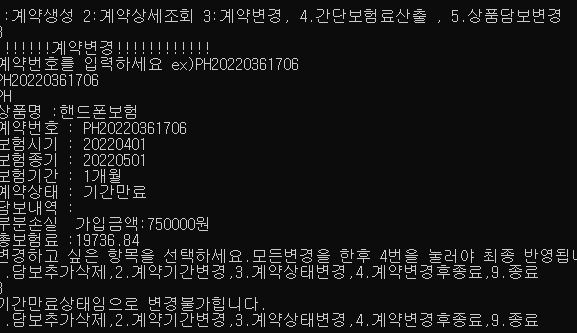 :계약생성 2:계약상세조회 3:계약변경, 4.간단보험료산출 , 5.상품담보변경
3
!!!!!!계약변경!!!!!!!!!!!!
계약번호를 입력하세요 ex)PH20220361706
PH20220361706
PH
상품명 :핸드폰보험
계약번호 : PH20220361706
보험시기 : 20220401
보험종기 : 20220501
보험기간 : 1개월
계약상태 : 기간만료
담보내역 :
부분손실 가입금액:750000원
총보험료 :19736.84
변경하고 싶은 항목을 선택하세요.모든변경을 한후 4번을 눌러야 최종 반영됩니
.담보추가삭제,2.계약기간변경,3.계약상태변경,4.계약변경후종료,9.종료
3
기간만료상태임으로 변경불가힙니다.
.담보추가삭제,2.계약기간변경,3.계약상태변경,4.계약변경후종료,9.종료